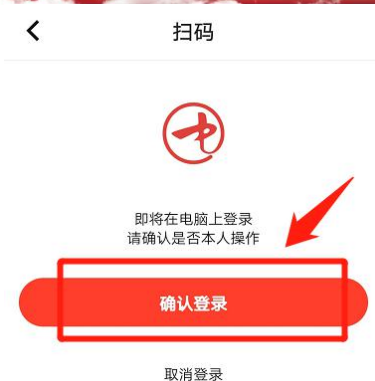 扫码
即将在电脑上登录
请确认是否本人操作
确认登录
取消登录